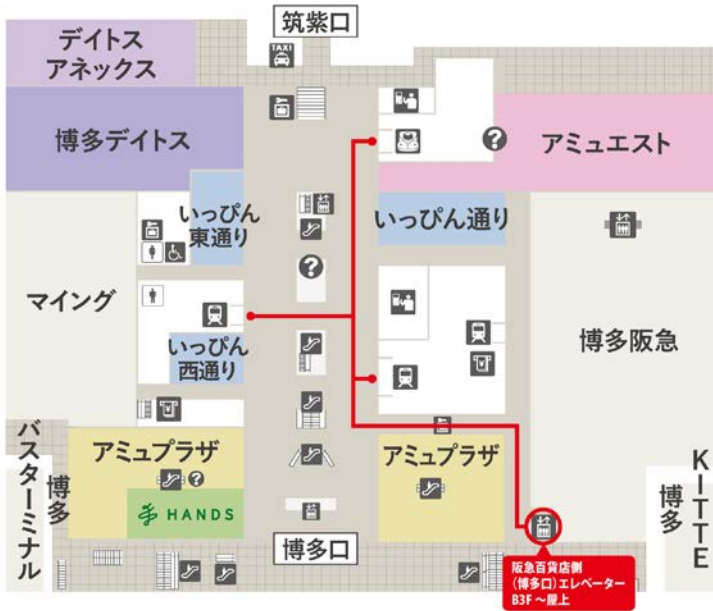 筑紫口
TAXI
デイトス
アネックス
博多デイトス
?
アミュエスト
いっぴん
東通り
いっぴん通り
マイング
?
いっぴん
西通り
博多阪急
アミュプラザ
?
HANDS
アミュプラザ
バスターミナル
博多
KITTE
博多
博多口
阪急百貨店側
(博多口)エレベーター
B3F~屋上